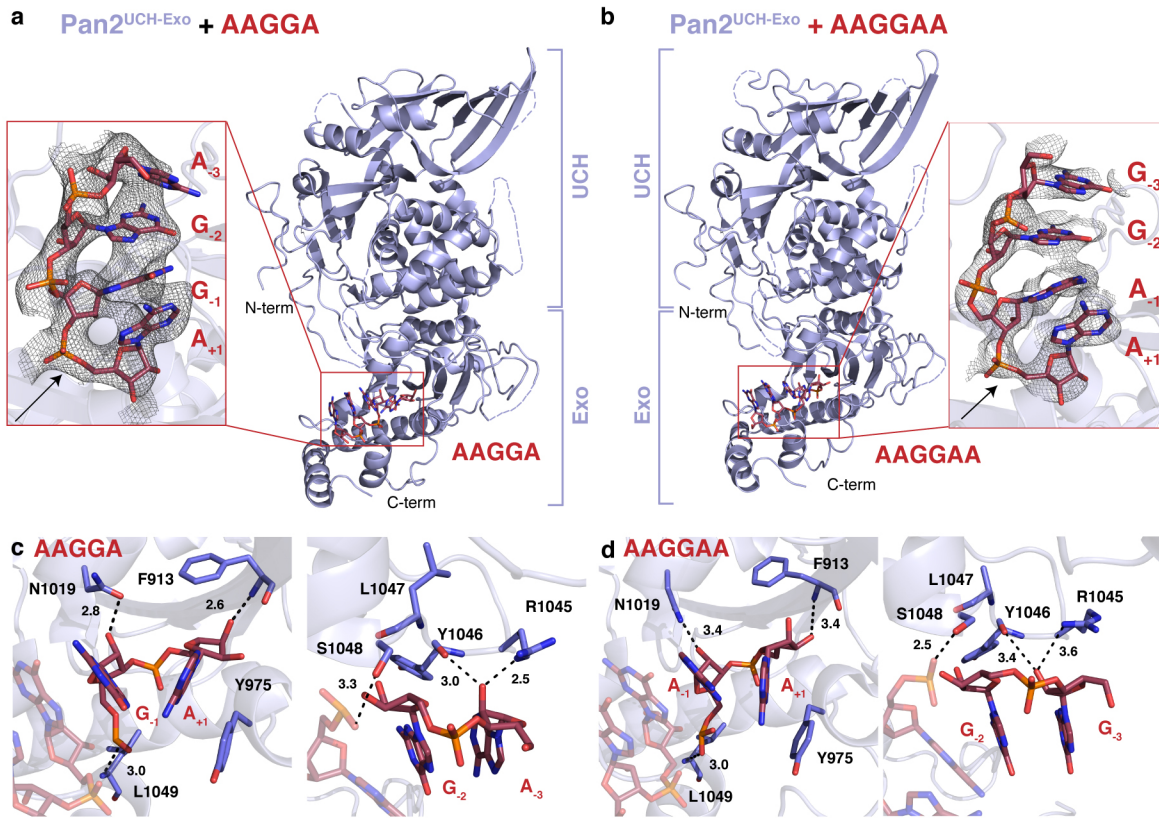 a
Pan2UCH-Exo + AAGGA
A-3
G-2
G-1
A+1
N-term
UCH
Exo
AAGGA
C-term
b
Pan2UCH-Exo + AAGGAA
UCH
Exo
N-term
G-3
G-2
A-1
A+1
AAGGAA
C-term
c AAGGA
N1019
F913
2.8
2.6
G-1
A+1
Y975
3.0
L1049
L1047
R1045
S1048
Y1046
3.3
3.0
2.5
G-2
A-3
d AAGGAA
F913
N1019
3.4
3.4
A-1
A+1
3.0
Y975
L1049
L1047
R1045
S1048
Y1046
2.5
3.4
3.6
G-2
G-3